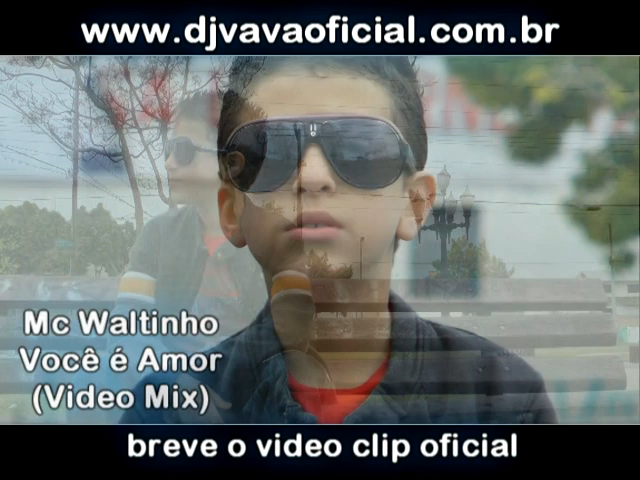 www.djvavaoficial.com.br
Mc Waltinho
Você é Amor
(Video Mix)
breve o video clip oficial